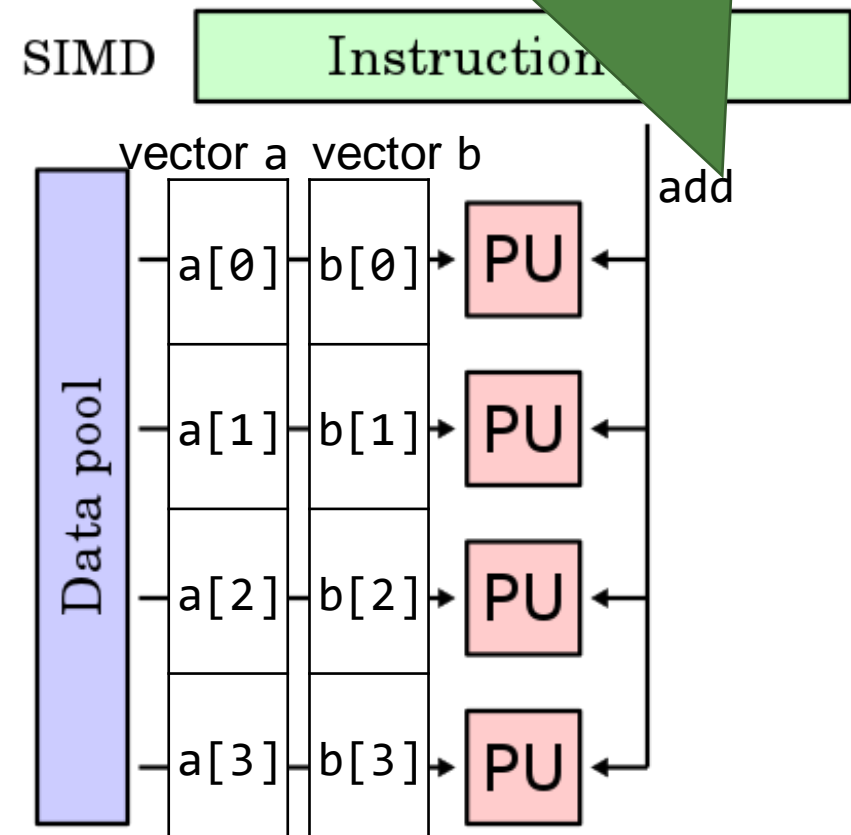 SIMD
Instruction
vector a vector b
add
a[0] b[0] PU
a[1] b[1] PU
a[2] b[2] PU
a[3] b[3] PU
Data pool